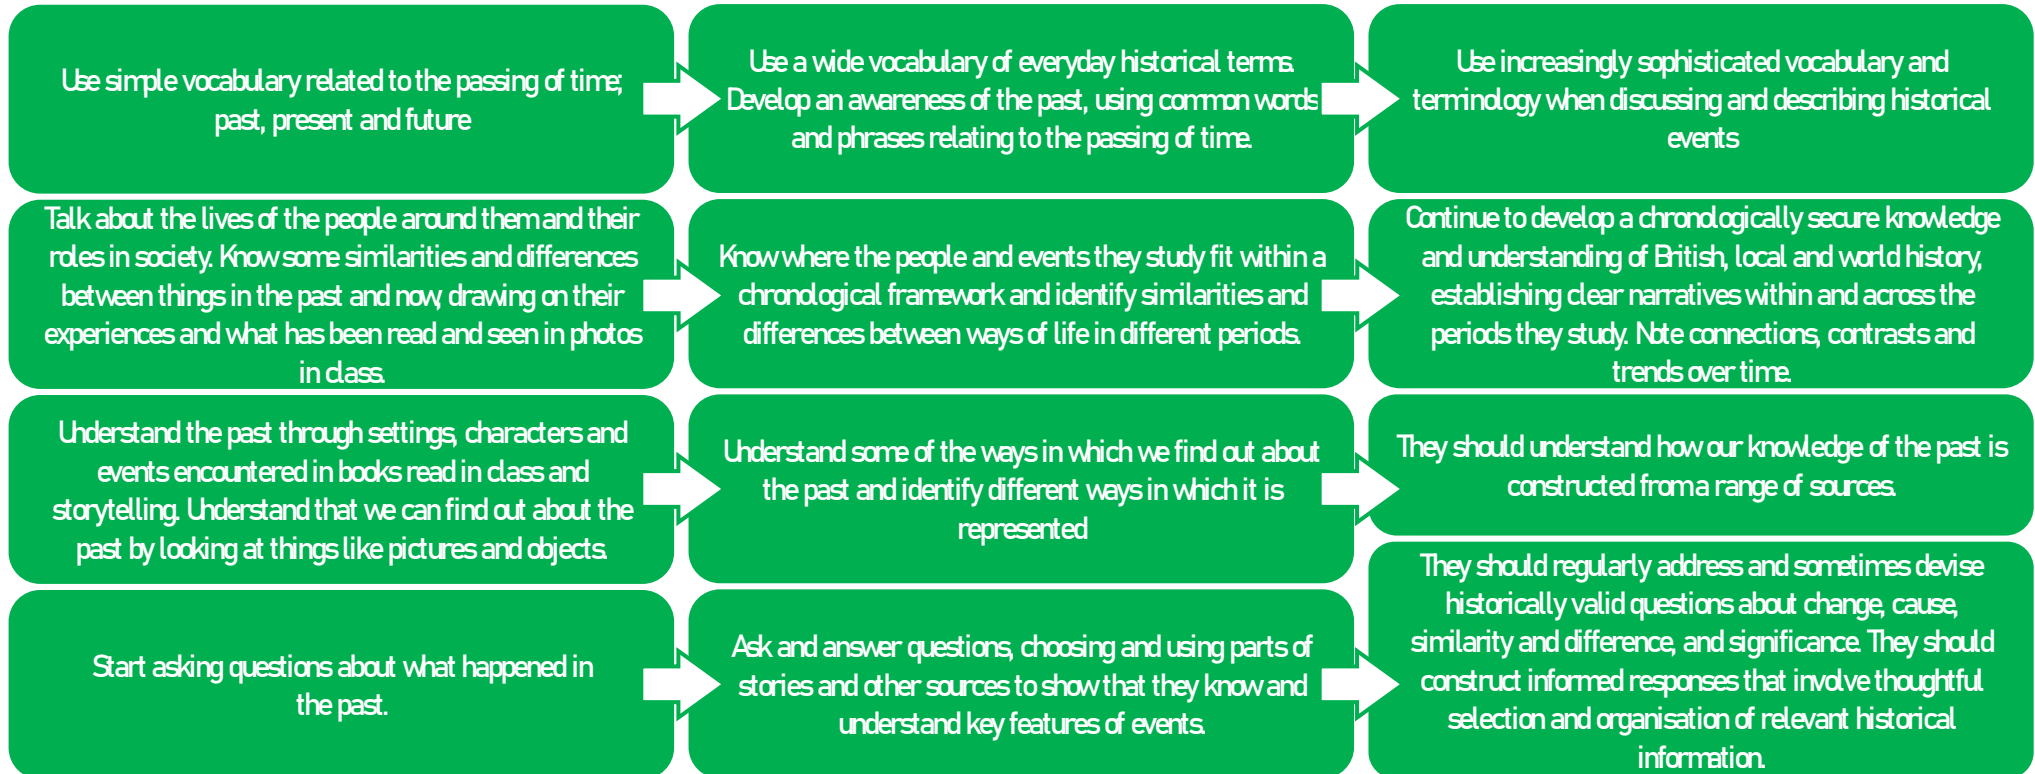 Use simple vocabulary related to the passing of time;
past, present and future
Use a wide vocabulary of everyday historical terms.
Develop an awareness of the past, using common words
and phrases relating to the passing of time.
Use increasingly sophisticated vocabulary and
terminology when discussing and describing historical
events
Talk about the lives of the people around them and their
roles in society. Know some similarities and differences
between things in the past and now, drawing on their
experiences and what has been read and seen in photos
in class.
Know where the people and events they study fit within a
chronological framework and identify similarities and
differences between ways of life in different periods.
Continue to develop a chronologically secure knowledge
and understanding of British, local and world history,
establishing clear narratives within and across the
periods they study. Note connections, contrasts and
trends over time.
Understand the past through settings, characters and
events encountered in books read in class and
storytelling. Understand that we can find out about the
past by looking at things like pictures and objects.
Understand some of the ways in which we find out about
the past and identify different ways in which it is
represented
They should understand how our knowledge of the past is
constructed from a range of sources.
Start asking questions about what happened in
the past.
Ask and answer questions, choosing and using parts of
stories and other sources to show that they know and
understand key features of events.
They should regularly address and sometimes devise
historically valid questions about change, cause,
similarity and difference, and significance. They should
construct informed responses that involve thoughtful
selection and organisation of relevant historical
information.